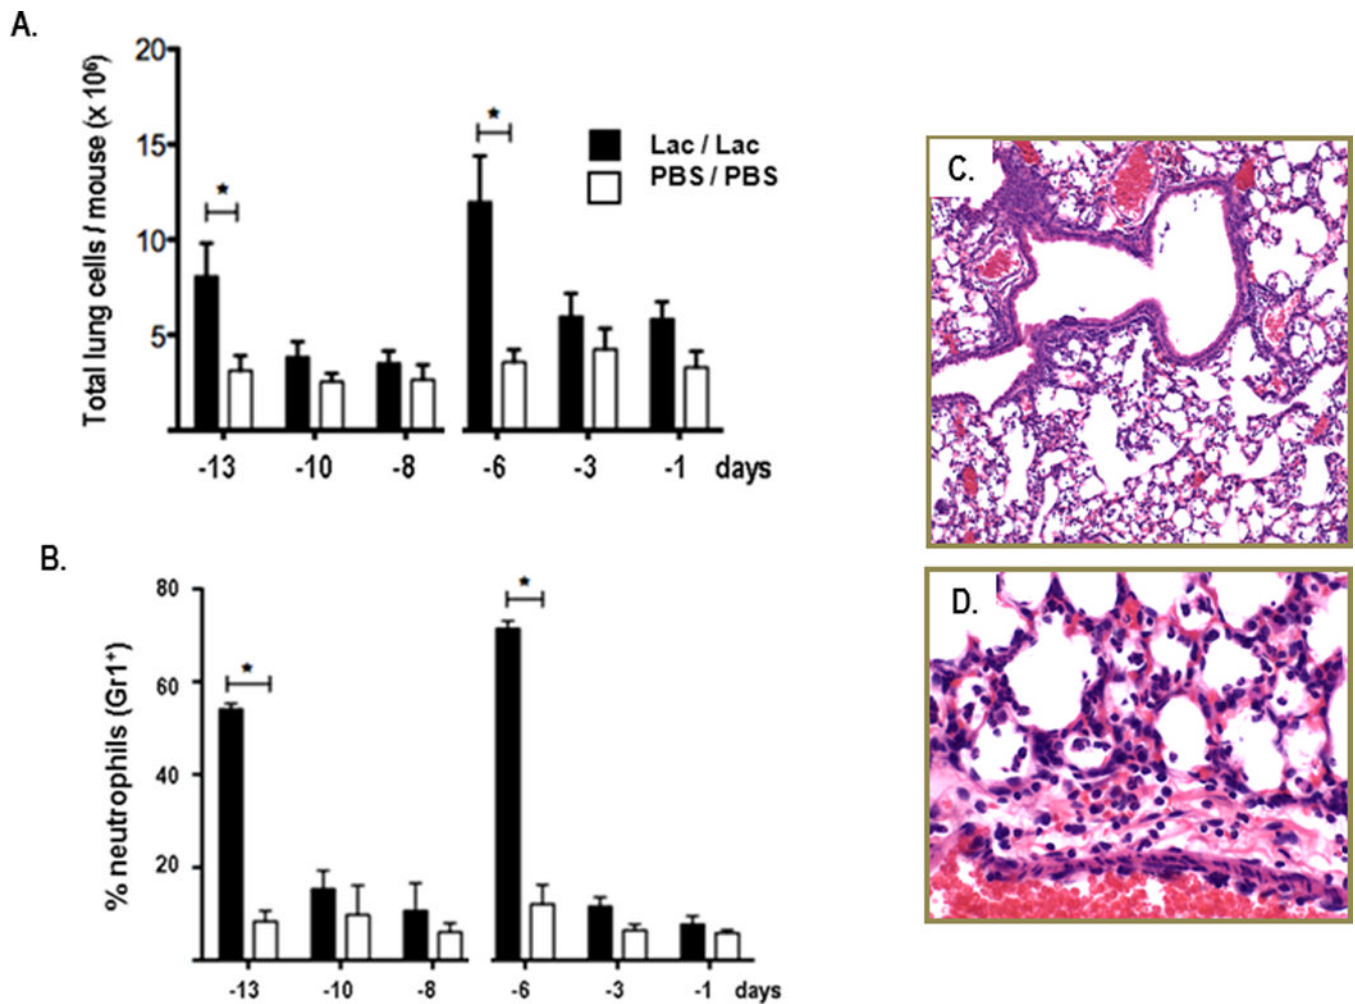 A.
Total lung cells / mouse (x 10⁶)
20
15
10
5
*
*
Lac / Lac
PBS / PBS
-13 -10 -8 -6 -3 -1 days
B.
% neutrophils (Gr1⁺)
80
60
40
20
*
*
-13 -10 -8 -6 -3 -1 days
C.
D.